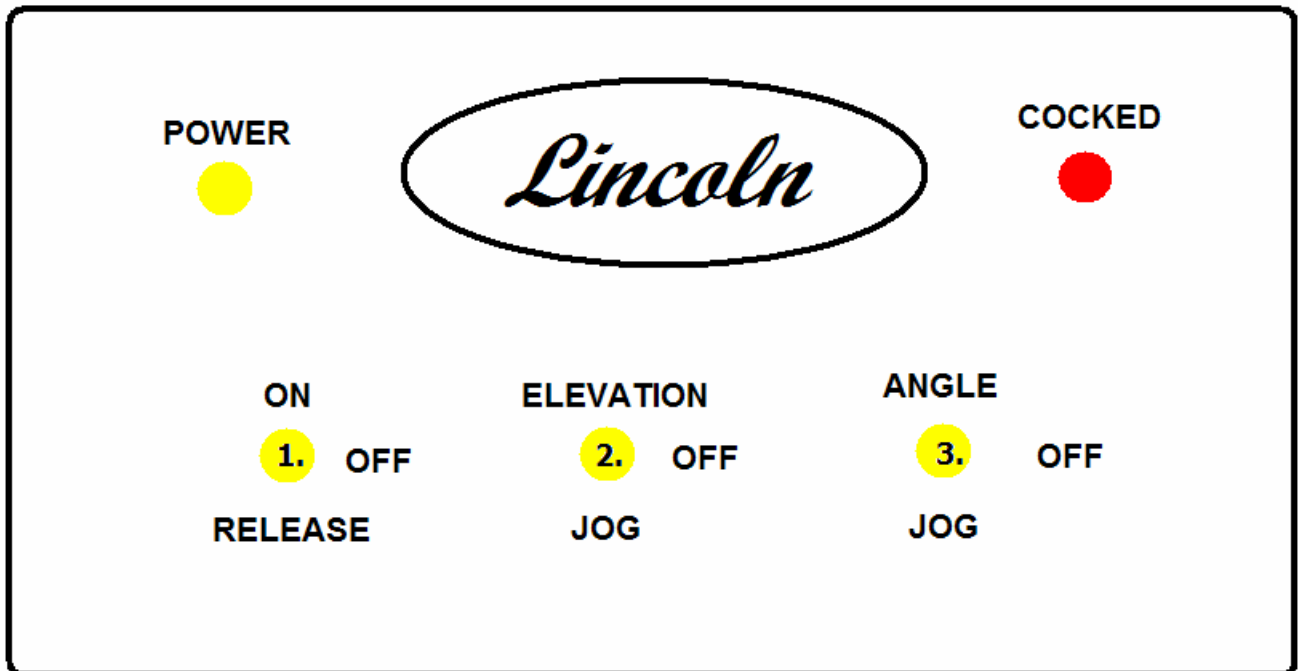 POWER
Lincoln
COCKED
ON
ELEVATION
ANGLE
1.
OFF
2.
OFF
3.
OFF
RELEASE
JOG
JOG